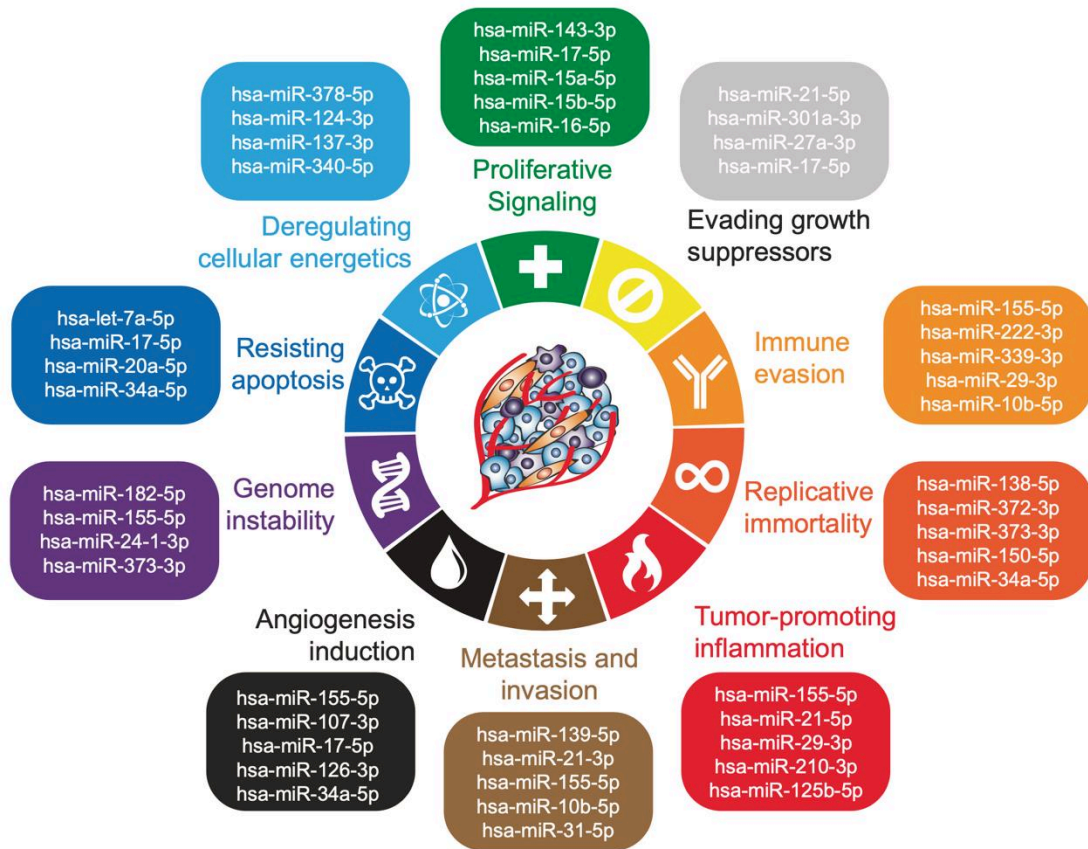 hsa-miR-143-3p
hsa-miR-17-5p
hsa-miR-15a-5p
hsa-miR-15b-5p
hsa-miR-16-5p
Proliferative
Signaling
hsa-miR-21-5p
hsa-miR-301a-3p
hsa-miR-27a-3p
hsa-miR-17-5p
Evading growth
suppressors
hsa-miR-155-5p
hsa-miR-222-3p
hsa-miR-339-3p
hsa-miR-29-3p
hsa-miR-10b-5p
Immune
evasion
hsa-miR-138-5p
hsa-miR-372-3p
hsa-miR-373-3p
hsa-miR-150-5p
hsa-miR-34a-5p
Replicative
immortality
Tumor-promoting
inflammation
hsa-miR-155-5p
hsa-miR-21-5p
hsa-miR-29-3p
hsa-miR-210-3p
hsa-miR-125b-5p
Metastasis and
invasion
hsa-miR-139-5p
hsa-miR-21-3p
hsa-miR-155-5p
hsa-miR-10b-5p
hsa-miR-31-5p
Angiogenesis
induction
hsa-miR-155-5p
hsa-miR-107-3p
hsa-miR-17-5p
hsa-miR-126-3p
hsa-miR-34a-5p
hsa-miR-182-5p
hsa-miR-155-5p
hsa-miR-24-1-3p
hsa-miR-373-3p
Genome
instability
hsa-let-7a-5p
hsa-miR-17-5p
hsa-miR-20a-5p
hsa-miR-34a-5p
Resisting
apoptosis
hsa-miR-378-5p
hsa-miR-124-3p
hsa-miR-137-3p
hsa-miR-340-5p
Deregulating
cellular energetics